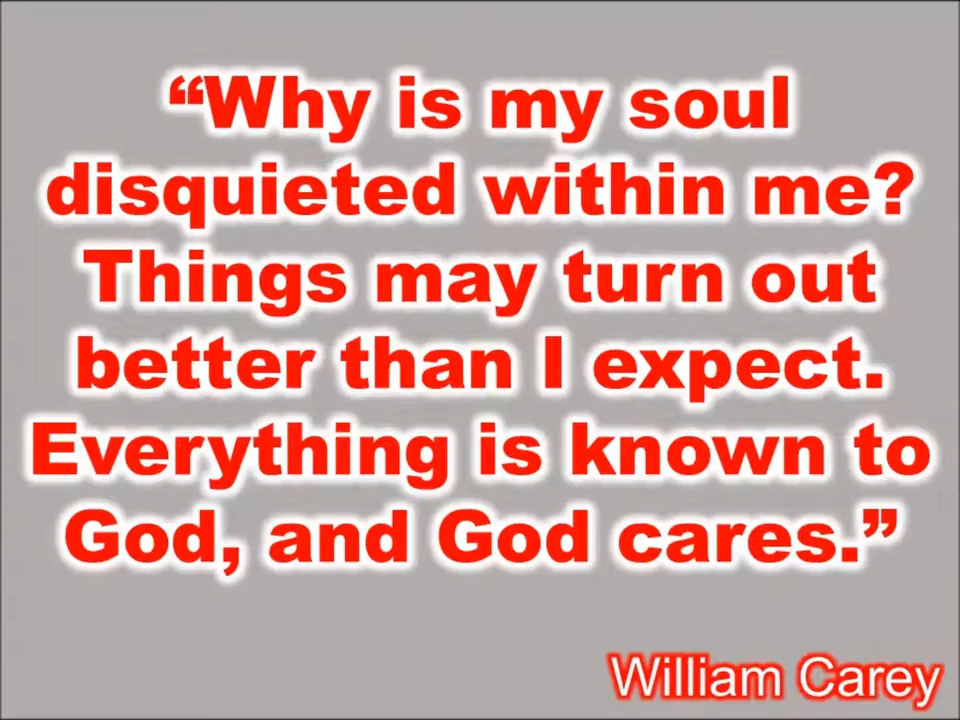 “Why is my soul
disquieted within me?
Things may turn out
better than I expect.
Everything is known to
God, and God cares.”
William Carey